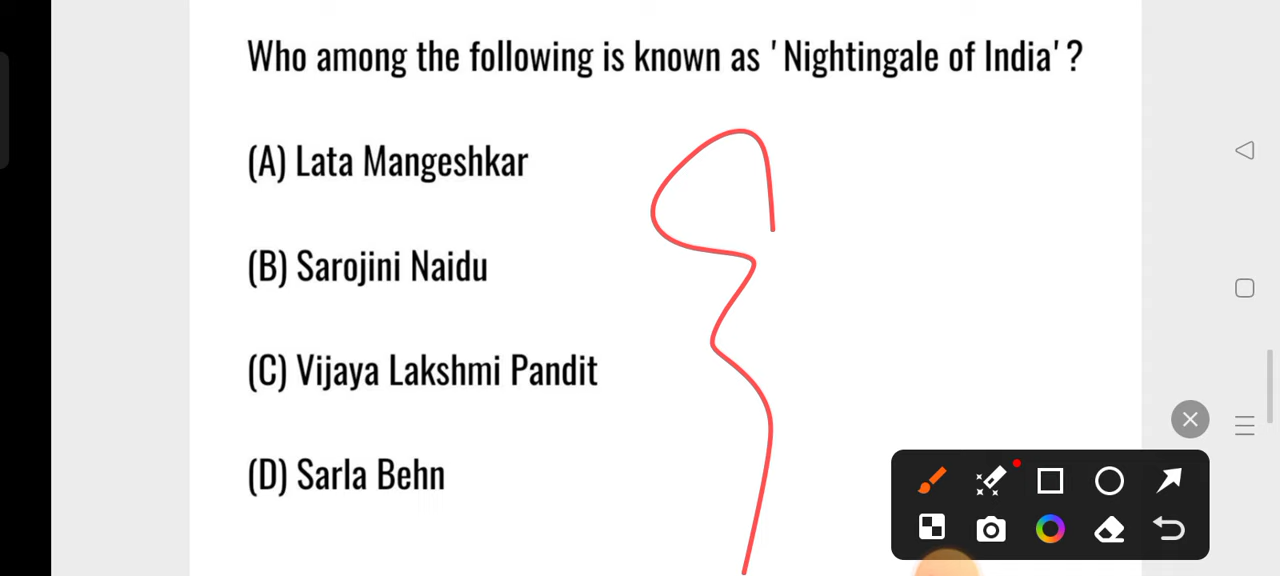 Who among the following is known as 'Nightingale of India'?
(A) Lata Mangeshkar
(B) Sarojini Naidu
(C) Vijaya Lakshmi Pandit
(D) Sarla Behn